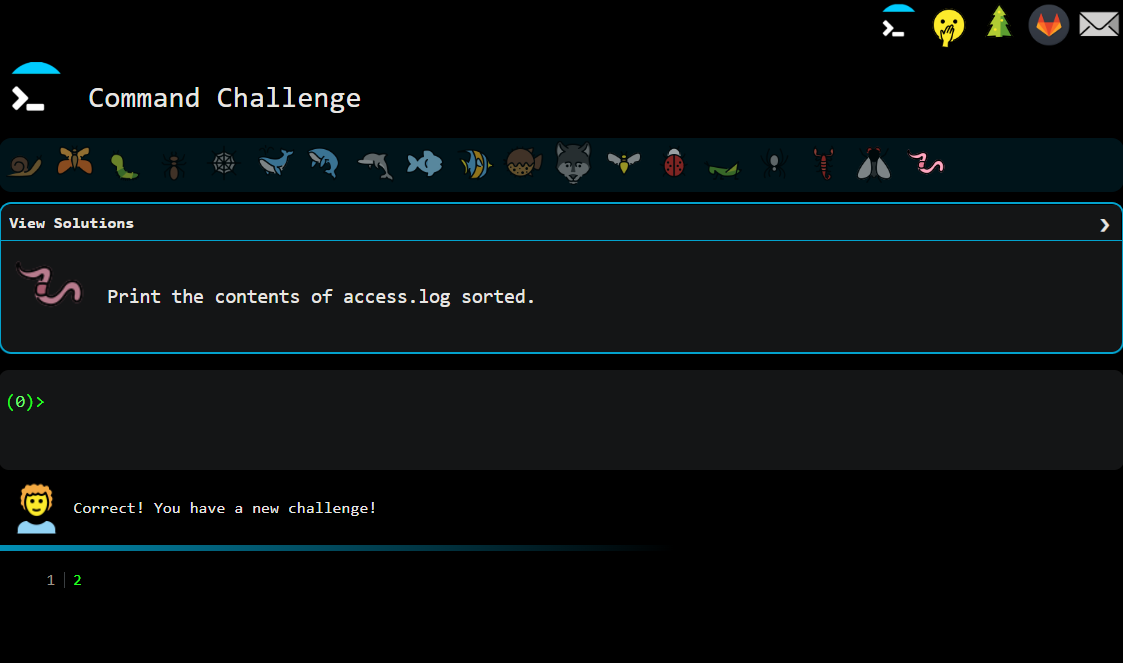 Command Challenge
View Solutions ❯
Print the contents of access.log sorted.
(0)>
Correct! You have a new challenge!
1 2